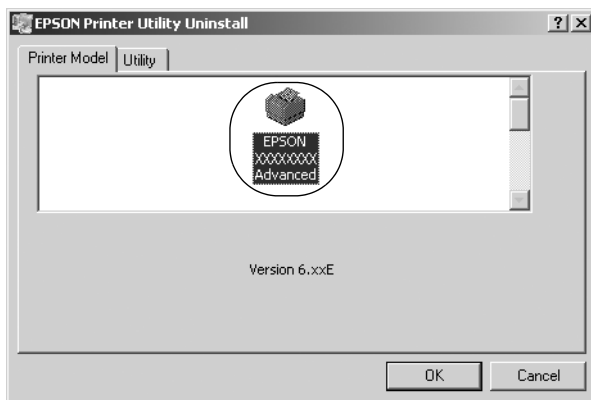 EPSON Printer Utility Uninstall
Printer Model
Utility
EPSON
XXXXXXXX
Advanced
Version 6.xxE
OK
Cancel